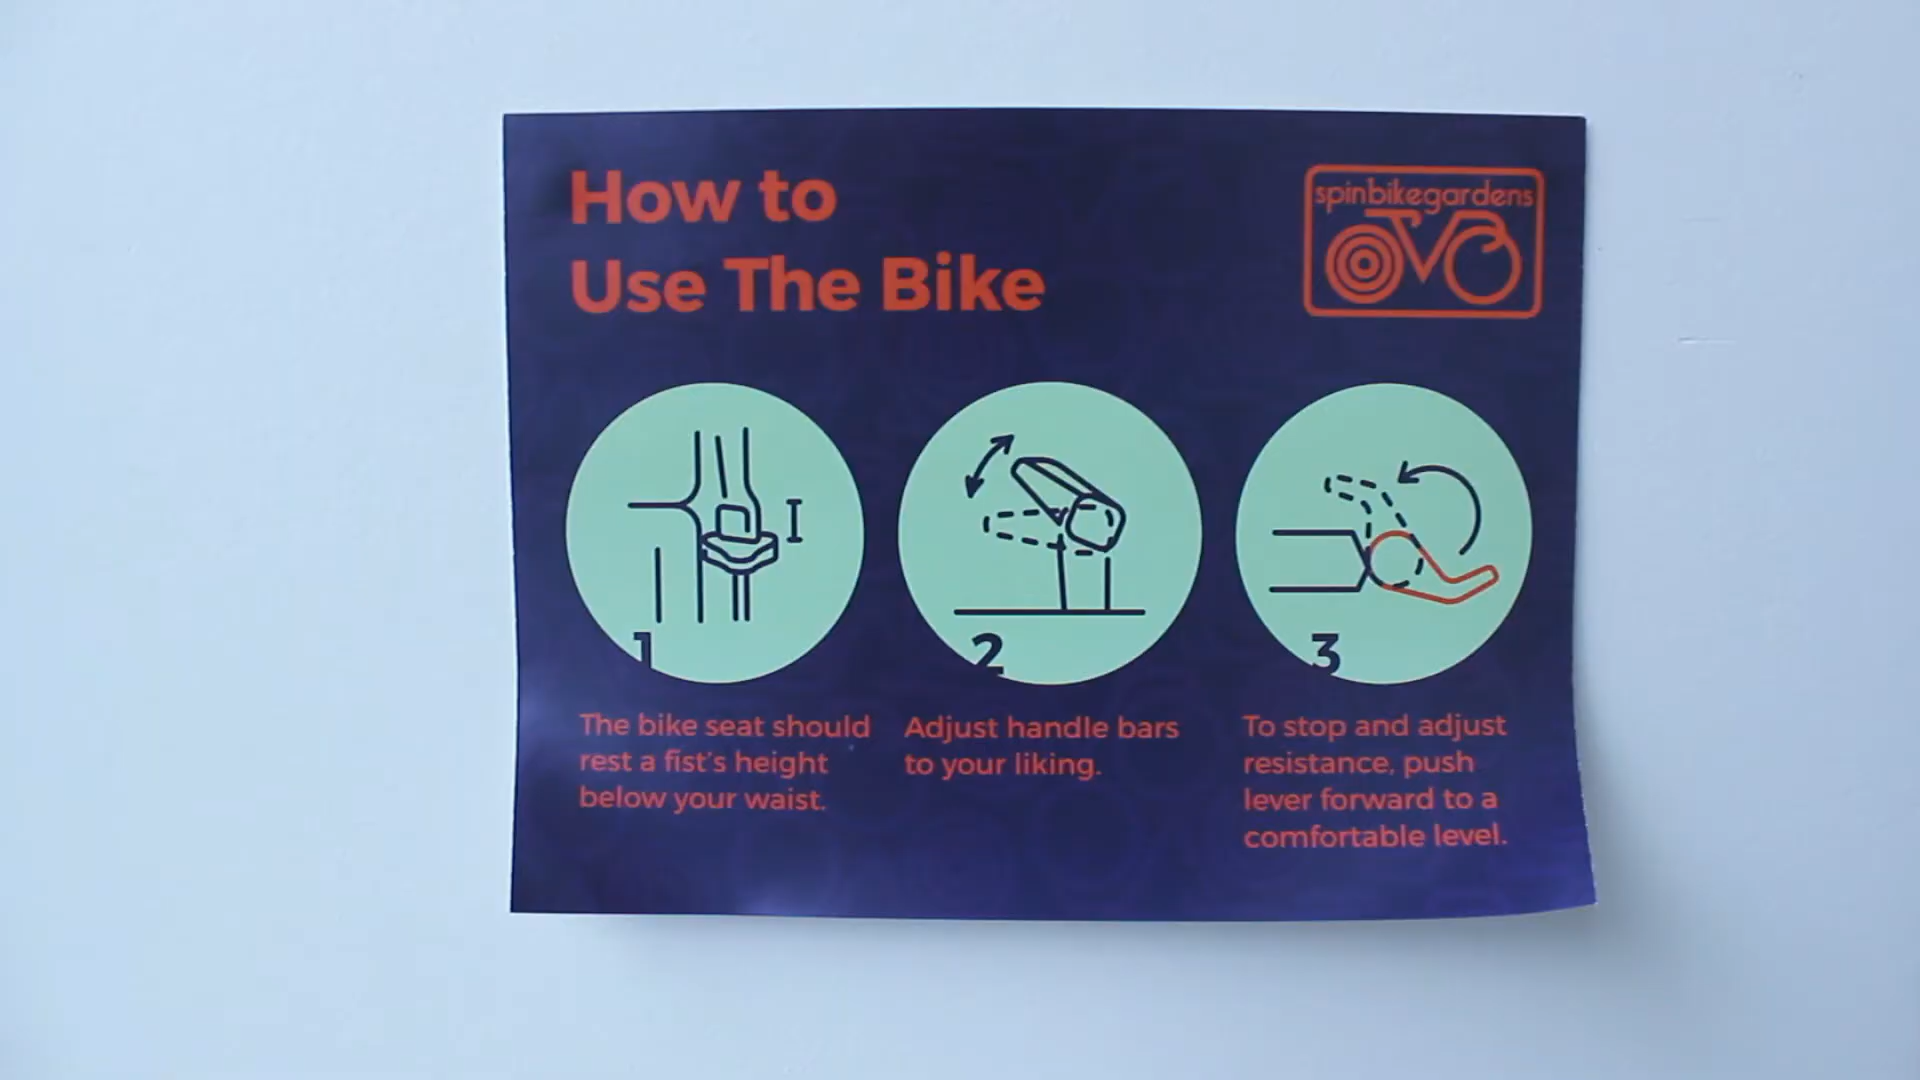 How to
Use The Bike
spinbikegardens
1
The bike seat should
rest a fist's height
below your waist.
2
Adjust handle bars
to your liking.
3
To stop and adjust
resistance, push
lever forward to a
comfortable level.